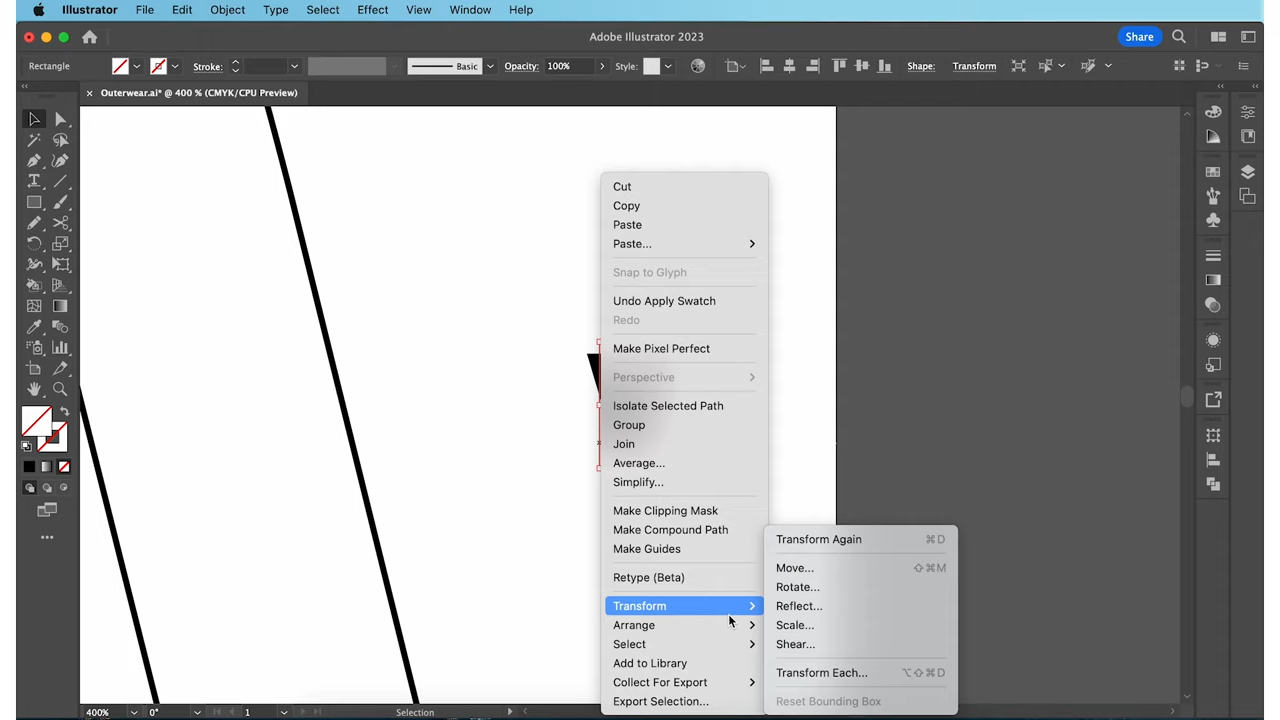 Illustrator File Edit Object Type Select Effect View Window Help
Adobe Illustrator 2023
Share
Rectangle Stroke: Basic Opacity: 100% Style: Shape: Transform
× Outerwear.ai* @ 400 % (CMYK/CPU Preview)
Cut
Copy
Paste
Paste...
Snap to Glyph
Undo Apply Swatch
Redo
Make Pixel Perfect
Perspective
Isolate Selected Path
Group
Join
Average...
Simplify...
Make Clipping Mask
Make Compound Path
Make Guides
Retype (Beta)
Transform
Arrange
Select
Add to Library
Collect For Export
Export Selection...
Transform Again ⌘D
Move... ⇧⌘M
Rotate...
Reflect...
Scale...
Shear...
Transform Each... ⌥⇧⌘D
Reset Bounding Box
400% 0° 1 Selection